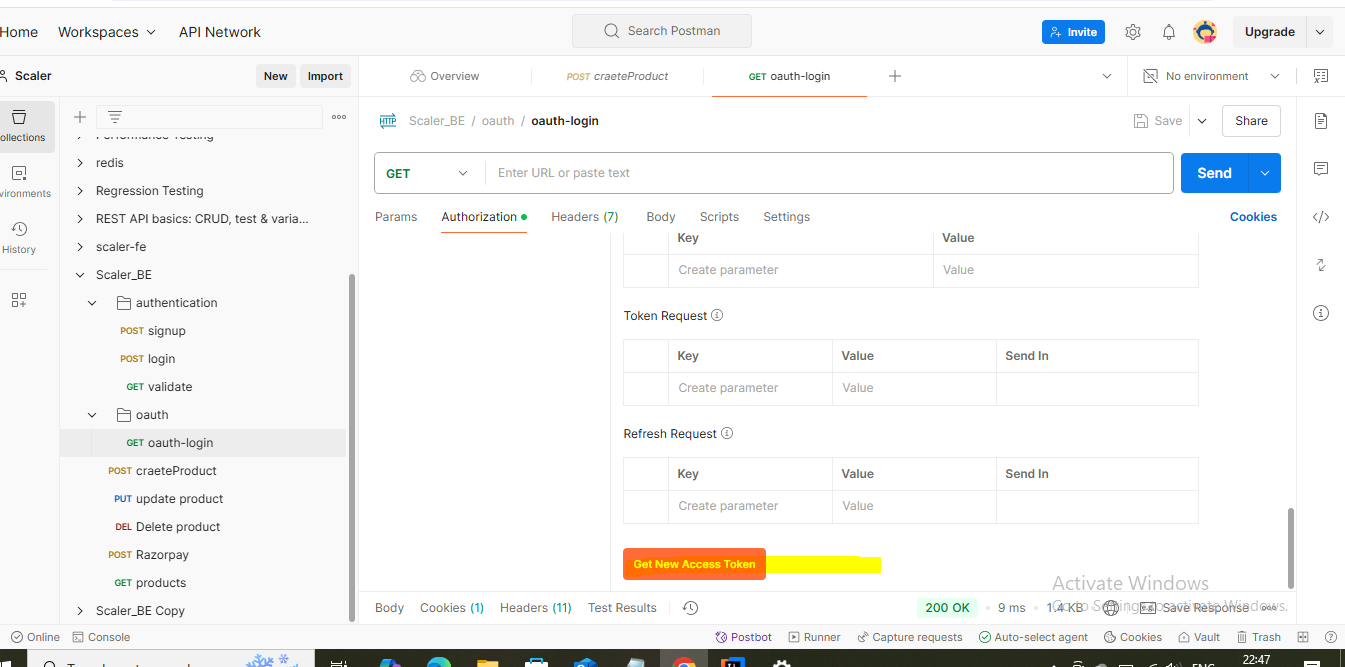 Home Workspaces API Network Search Postman Invite Upgrade
Scaler New Import Overview POST craeteProduct GET oauth-login No environment
ollections
vironments
History
Performance Testing
redis
Regression Testing
REST API basics: CRUD, test & varia...
scaler-fe
Scaler_BE
authentication
POST signup
POST login
GET validate
oauth
GET oauth-login
POST craeteProduct
PUT update product
DEL Delete product
POST Razorpay
GET products
Scaler_BE Copy
HTTP Scaler_BE / oauth / oauth-login Save Share
GET Enter URL or paste text Send
Params Authorization Headers (7) Body Scripts Settings Cookies
Key Value
Create parameter Value
Token Request
Key Value Send In
Create parameter Value
Refresh Request
Key Value Send In
Create parameter Value
Get New Access Token
Activate Windows
Go to Settings to activate Windows.
Body Cookies (1) Headers (11) Test Results 200 OK 9 ms 1.4 KB Save Response
Online Console Postbot Runner Capture requests Auto-select agent Cookies Vault Trash
22:47